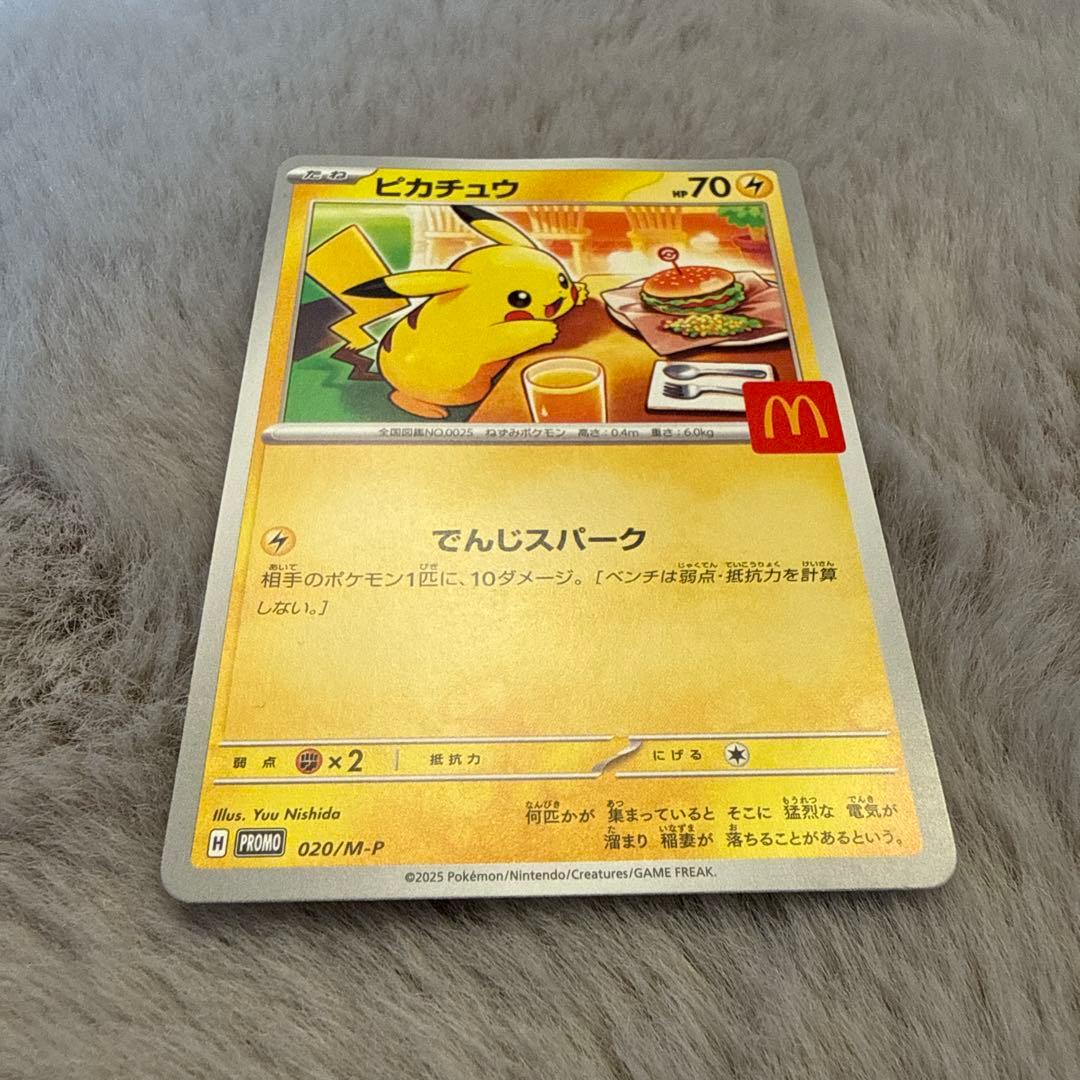 たね ピカチュウ HP70
全国図鑑NO.0025 ねずみポケモン 高さ:0.4m 重さ:6.0kg
M
でんじスパーク
相手のポケモン1匹に、10ダメージ。[ベンチは弱点・抵抗力を計算
しない。]
弱点 ×2 抵抗力 にげる
Illus. Yuu Nishida
何匹かが 集まっていると そこに 猛烈な 電気が
溜まり 稲妻が 落ちることがあるという。
H PROMO 020/M-P
©2025 Pokémon/Nintendo/Creatures/GAME FREAK.